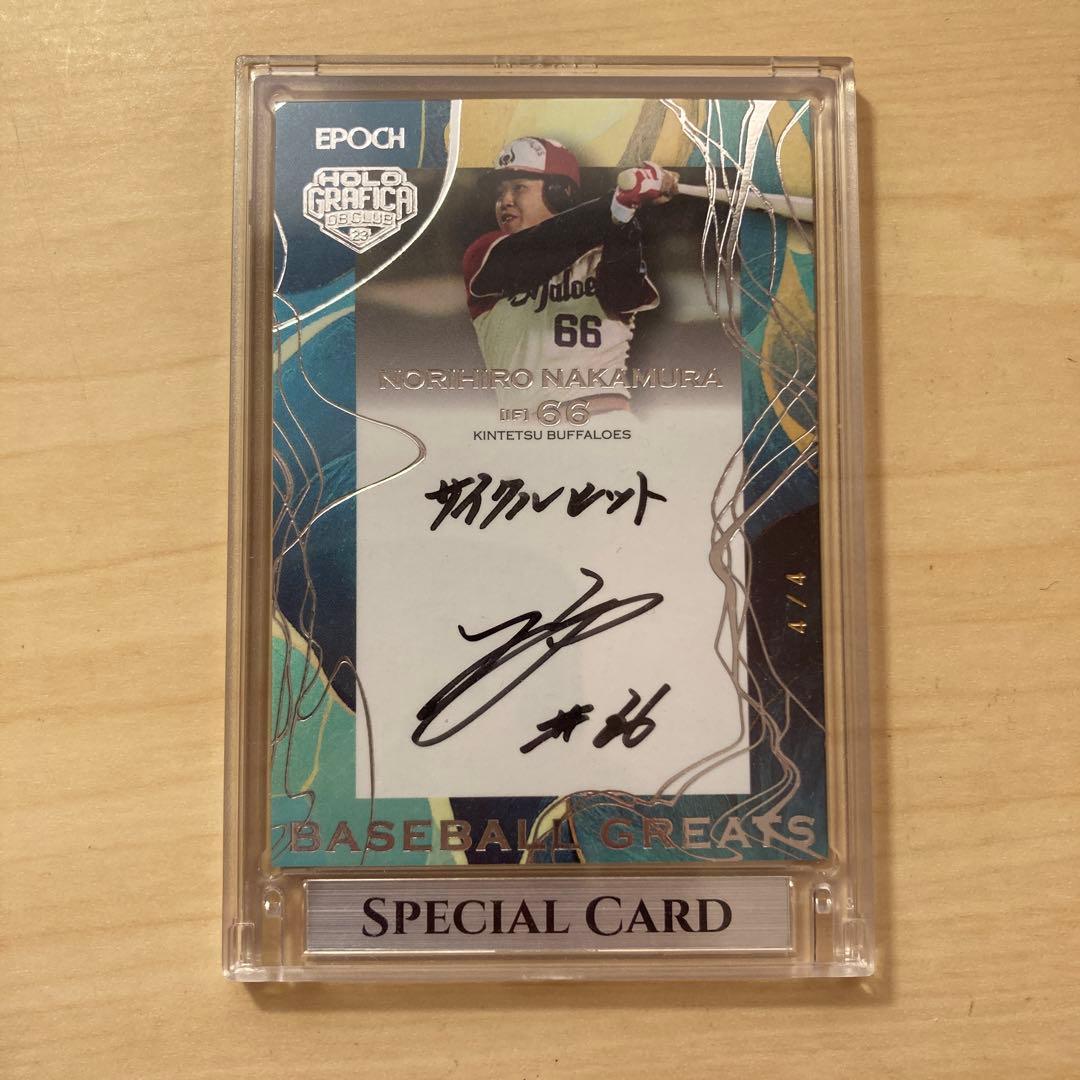 EPOCH
HOLO
GRAFICA
OB CLUB
23
66
NORIHIRO NAKAMURA
[IF] 66
KINTETSU BUFFALOES
サイクルヒット
#66
4/4
BASEBALL GREATS
SPECIAL CARD